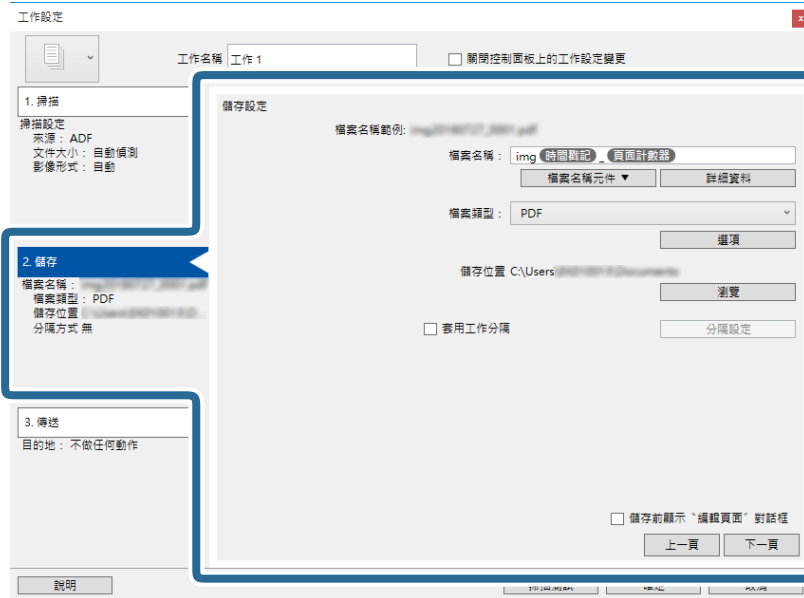 工作設定
工作名稱 工作 1
關閉控制面板上的工作設定變更
1. 掃描
掃描設定
來源： ADF
文件大小： 自動偵測
影像形式： 自動
2. 儲存
檔案名稱：
檔案類型： PDF
儲存位置
分隔方式 無
3. 傳送
目的地： 不做任何動作
儲存設定
檔案名稱範例:
檔案名稱： img 時間戳記 _ 頁面計數器
檔案名稱元件 ▼ 詳細資料
檔案類型： PDF
選項
儲存位置 C:\Users
瀏覽
套用工作分隔 分隔設定
儲存前顯示〝編輯頁面〞對話框
上一頁 下一頁
說明 掃描測試 確定 取消